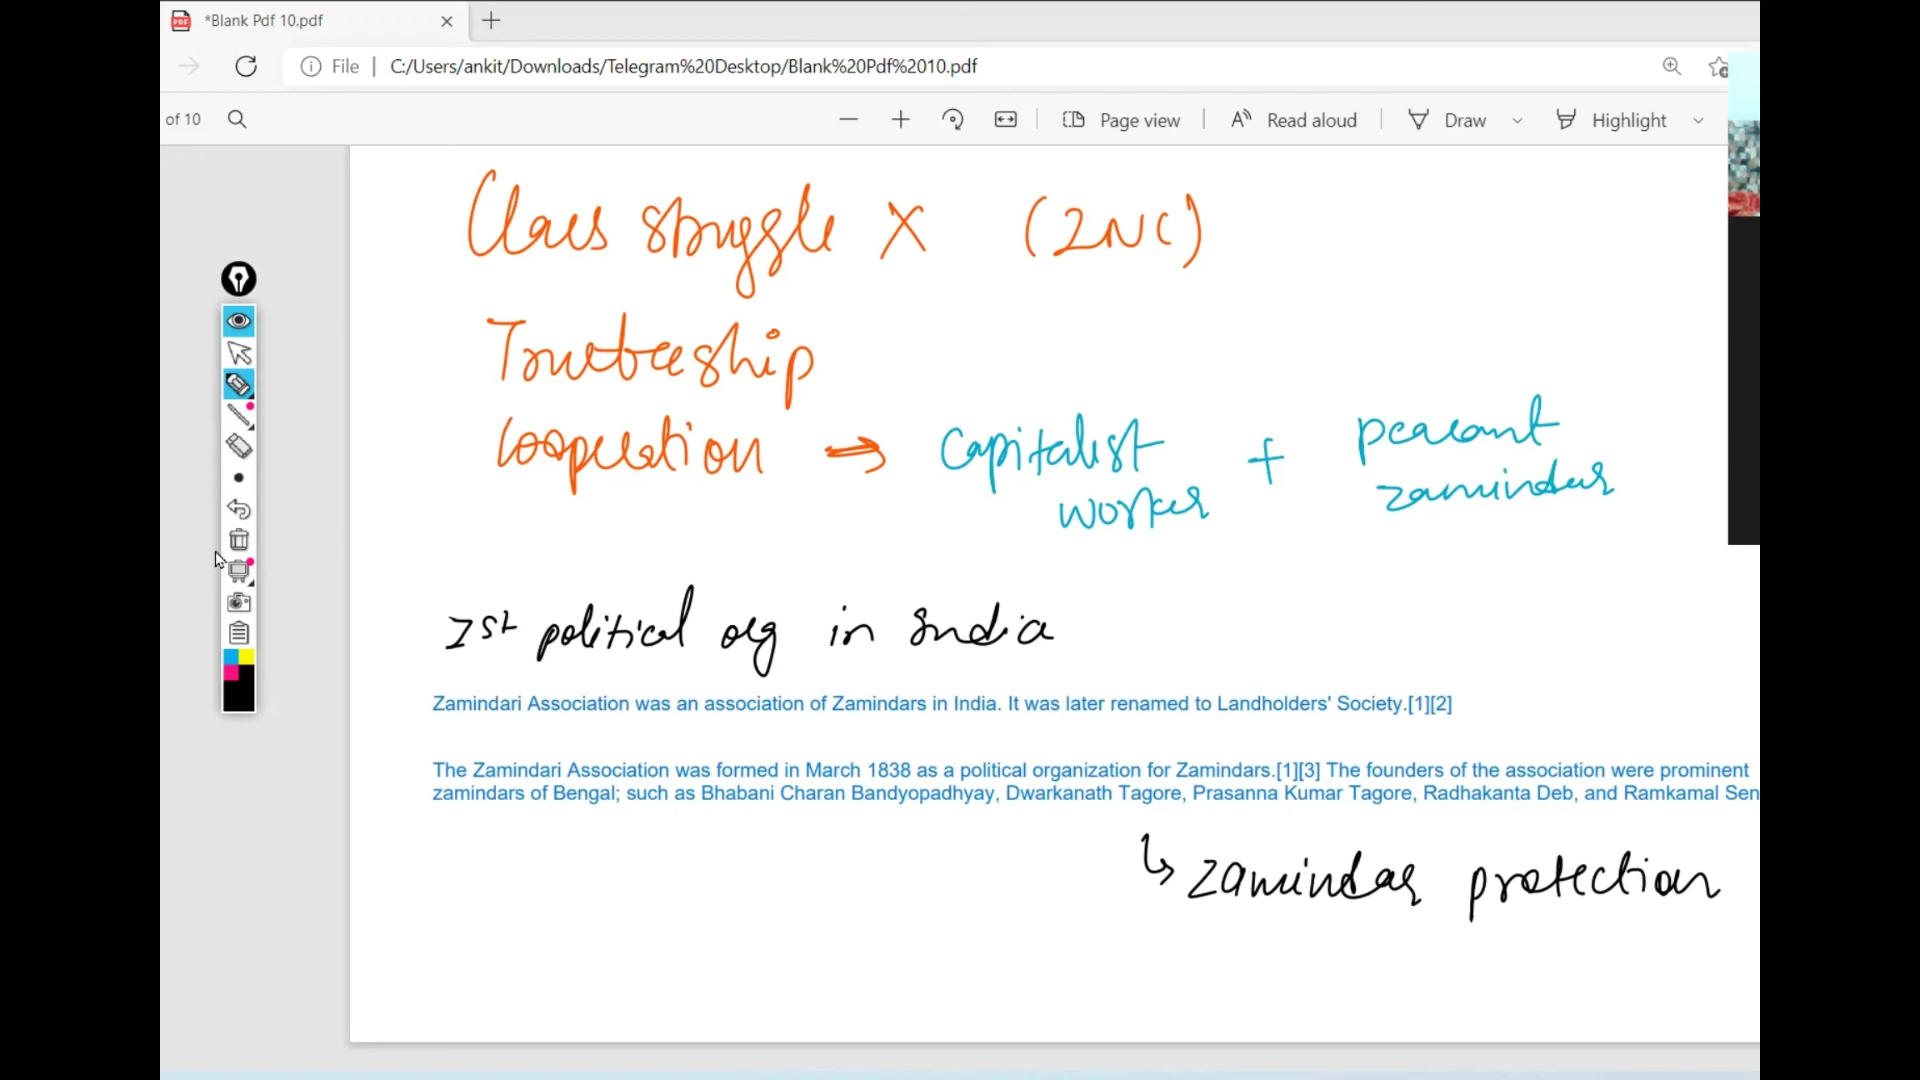 *Blank Pdf 10.pdf
File | C:/Users/ankit/Downloads/Telegram%20Desktop/Blank%20Pdf%2010.pdf
of 10 Page view Read aloud Draw Highlight
Class struggle X (INC)
Trusteeship
Cooperation ⇒ Capitalist + peasant
worker zamindar
Ist political org in India
Zamindari Association was an association of Zamindars in India. It was later renamed to Landholders' Society.[1][2]
The Zamindari Association was formed in March 1838 as a political organization for Zamindars.[1][3] The founders of the association were prominent
zamindars of Bengal; such as Bhabani Charan Bandyopadhyay, Dwarkanath Tagore, Prasanna Kumar Tagore, Radhakanta Deb, and Ramkamal Sen
↳ zamindar protection